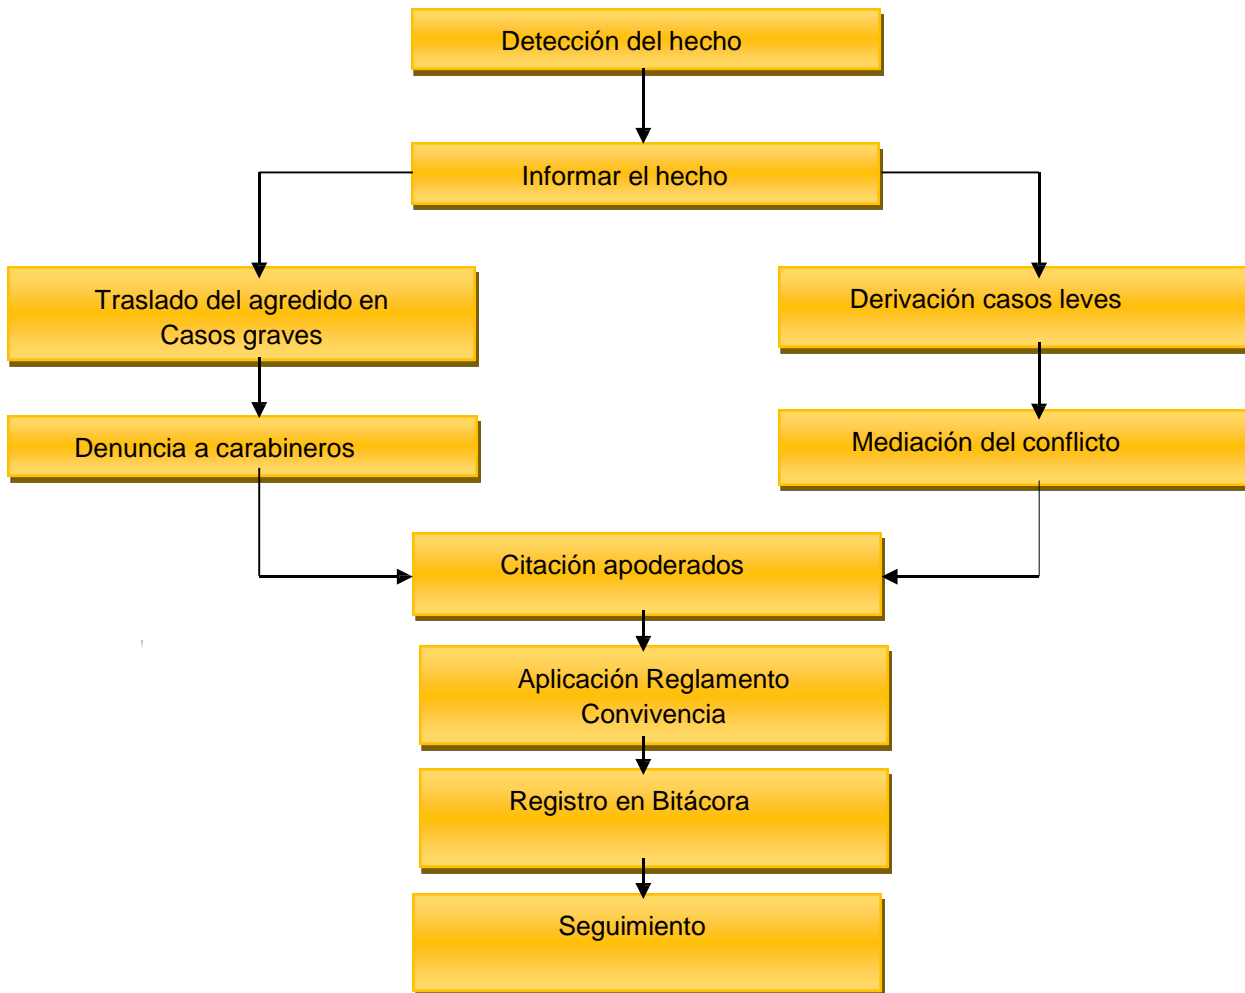 Detección del hecho
Informar el hecho
Traslado del agredido en
Casos graves
Derivación casos leves
Denuncia a carabineros
Mediación del conflicto
Citación apoderados
Aplicación Reglamento
Convivencia
Registro en Bitácora
Seguimiento